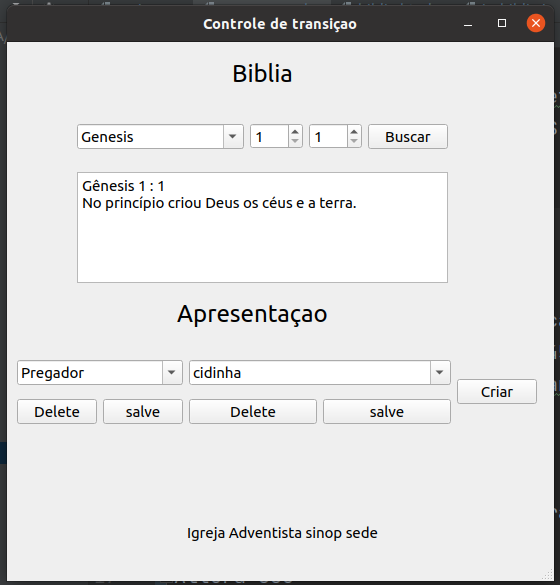 Controle de transiçao
Biblia
Genesis 1 1 Buscar
Gênesis 1 : 1
No princípio criou Deus os céus e a terra.
Apresentaçao
Pregador cidinha
Criar
Delete salve Delete salve
Igreja Adventista sinop sede